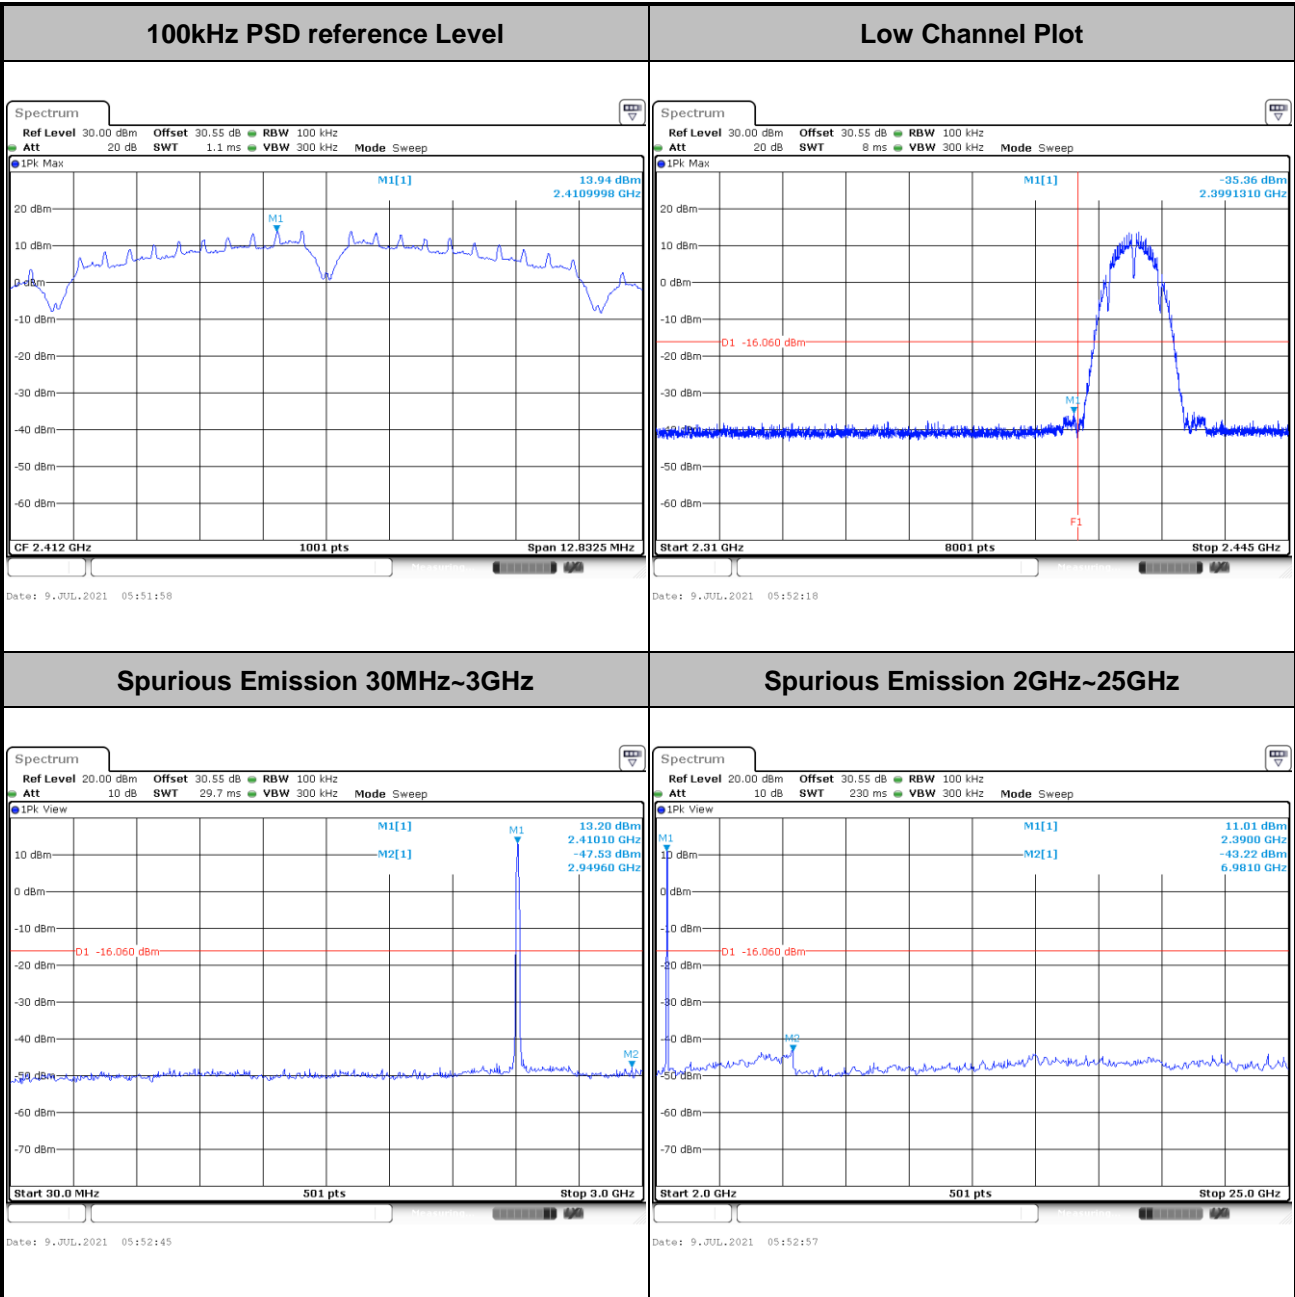 100kHz PSD reference Level
Low Channel Plot
Spectrum
Ref Level 30.00 dBm Offset 30.55 dB RBW 100 kHz
Att 20 dB SWT 1.1 ms VBW 300 kHz Mode Sweep
1Pk Max
M1[1] 13.94 dBm
2.4109998 GHz
M1
20 dBm
10 dBm
0 dBm
-10 dBm
-20 dBm
-30 dBm
-40 dBm
-50 dBm
-60 dBm
CF 2.412 GHz 1001 pts Span 12.8325 MHz
Measuring
Date: 9.JUL.2021 05:51:58
Spectrum
Ref Level 30.00 dBm Offset 30.55 dB RBW 100 kHz
Att 20 dB SWT 8 ms VBW 300 kHz Mode Sweep
1Pk Max
M1[1] -35.36 dBm
2.3991310 GHz
20 dBm
10 dBm
0 dBm
-10 dBm
D1 -16.060 dBm
-20 dBm
-30 dBm
M1
-40 dBm
-50 dBm
-60 dBm
F1
Start 2.31 GHz 8001 pts Stop 2.445 GHz
Measuring
Date: 9.JUL.2021 05:52:18
Spurious Emission 30MHz~3GHz
Spurious Emission 2GHz~25GHz
Spectrum
Ref Level 20.00 dBm Offset 30.55 dB RBW 100 kHz
Att 10 dB SWT 29.7 ms VBW 300 kHz Mode Sweep
1Pk View
M1[1] 13.20 dBm
2.41010 GHz
M2[1] -47.53 dBm
2.94960 GHz
M1
10 dBm
0 dBm
-10 dBm
D1 -16.060 dBm
-20 dBm
-30 dBm
-40 dBm
M2
-50 dBm
-60 dBm
-70 dBm
Start 30.0 MHz 501 pts Stop 3.0 GHz
Measuring
Date: 9.JUL.2021 05:52:45
Spectrum
Ref Level 20.00 dBm Offset 30.55 dB RBW 100 kHz
Att 10 dB SWT 230 ms VBW 300 kHz Mode Sweep
1Pk View
M1[1] 11.01 dBm
2.3900 GHz
M2[1] -43.22 dBm
6.9810 GHz
M1
10 dBm
0 dBm
-10 dBm
D1 -16.060 dBm
-20 dBm
-30 dBm
-40 dBm
M2
-50 dBm
-60 dBm
-70 dBm
Start 2.0 GHz 501 pts Stop 25.0 GHz
Measuring
Date: 9.JUL.2021 05:52:57